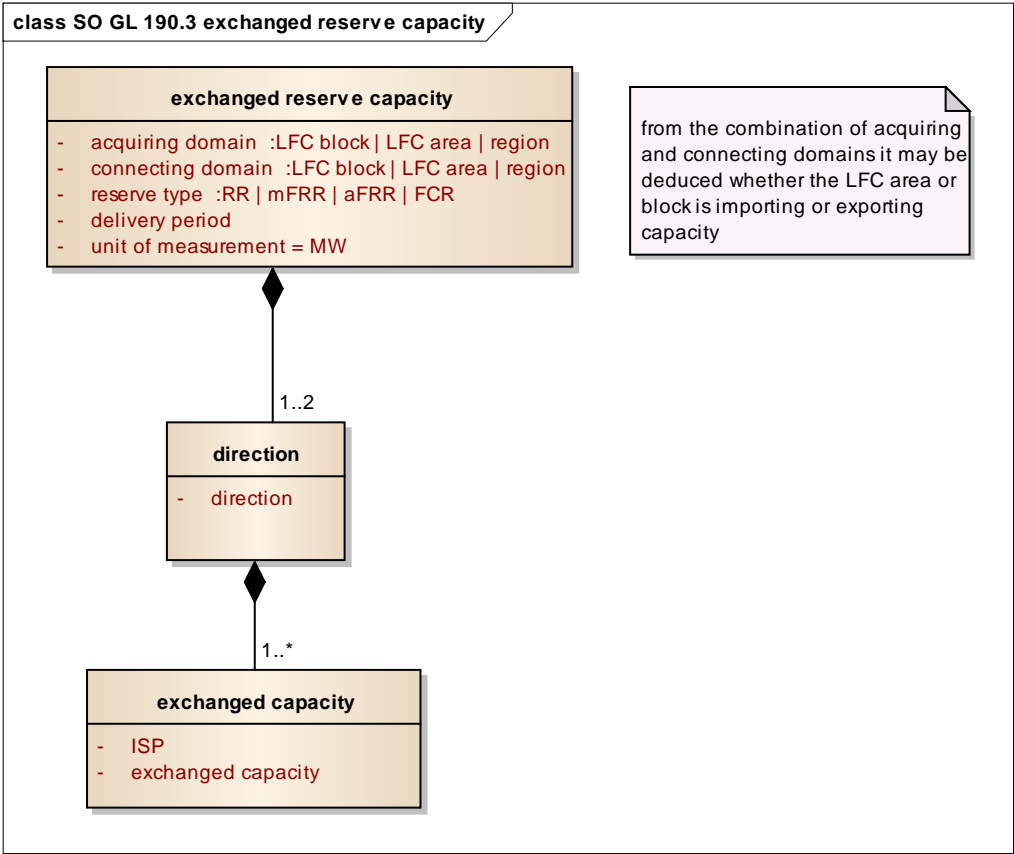 class SO GL 190.3 exchanged reserve capacity
exchanged reserve capacity
- acquiring domain :LFC block | LFC area | region
- connecting domain :LFC block | LFC area | region
- reserve type :RR | mFRR | aFRR | FCR
- delivery period
- unit of measurement = MW
from the combination of acquiring
and connecting domains it may be
deduced whether the LFC area or
block is importing or exporting
capacity
1..2
direction
- direction
1..*
exchanged capacity
- ISP
- exchanged capacity